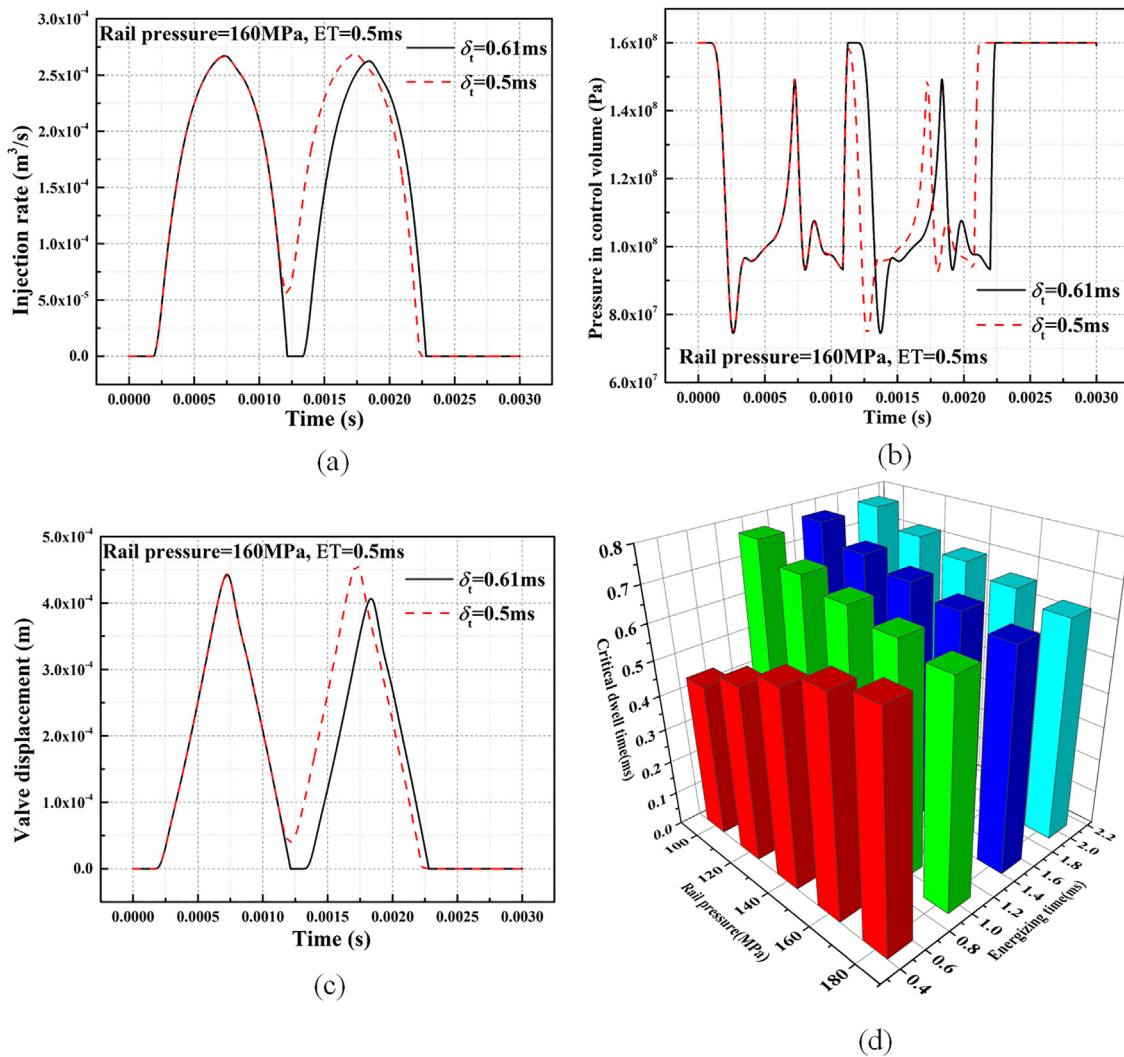 Rail pressure=160MPa, ET=0.5ms
δt=0.61ms
δt=0.5ms
3.0x10⁻⁴
2.5x10⁻⁴
2.0x10⁻⁴
1.5x10⁻⁴
1.0x10⁻⁴
5.0x10⁻⁵
0.0
Injection rate (m³/s)
0.0000 0.0005 0.0010 0.0015 0.0020 0.0025 0.0030
Time (s)
(a)
1.6x10⁸
1.4x10⁸
1.2x10⁸
1.0x10⁸
8.0x10⁷
6.0x10⁷
Pressure in control volume (Pa)
δt=0.61ms
δt=0.5ms
Rail pressure=160MPa, ET=0.5ms
0.0000 0.0005 0.0010 0.0015 0.0020 0.0025 0.0030
Time (s)
(b)
Rail pressure=160MPa, ET=0.5ms
δt=0.61ms
δt=0.5ms
5.0x10⁻⁴
4.0x10⁻⁴
3.0x10⁻⁴
2.0x10⁻⁴
1.0x10⁻⁴
0.0
Valve displacement (m)
0.0000 0.0005 0.0010 0.0015 0.0020 0.0025 0.0030
Time (s)
(c)
0.8
0.7
0.6
0.5
0.4
0.3
0.2
0.1
0.0
Critical dwell time(ms)
100
120
140
160
180
Rail pressure(MPa)
0.4
0.6
0.8
1.0
1.2
1.4
1.6
1.8
2.0
2.2
Energizing time(ms)
(d)